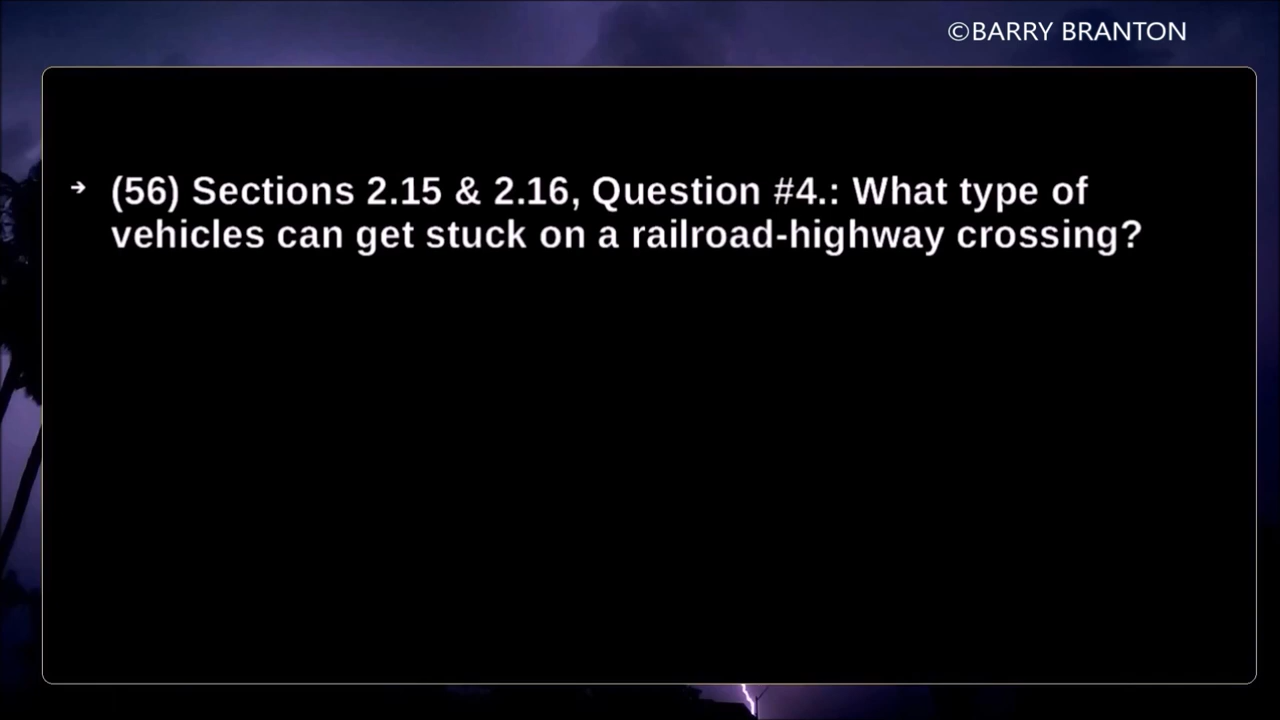 ©BARRY BRANTON
➔ (56) Sections 2.15 & 2.16, Question #4.: What type of
vehicles can get stuck on a railroad-highway crossing?